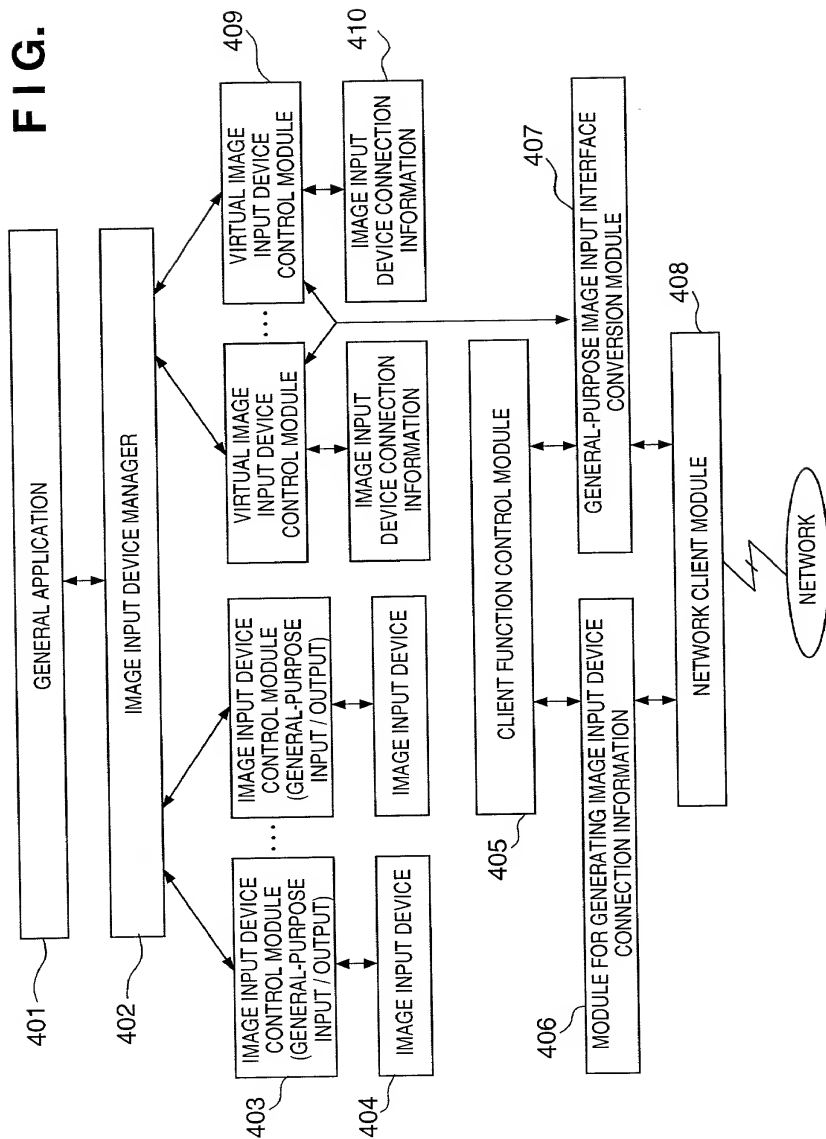 FIG.
401
GENERAL APPLICATION
402
IMAGE INPUT DEVICE MANAGER
403
IMAGE INPUT DEVICE
CONTROL MODULE
(GENERAL-PURPOSE
INPUT / OUTPUT)
...
IMAGE INPUT DEVICE
CONTROL MODULE
(GENERAL-PURPOSE
INPUT / OUTPUT)
VIRTUAL IMAGE
INPUT DEVICE
CONTROL MODULE
...
VIRTUAL IMAGE
INPUT DEVICE
CONTROL MODULE
409
404
IMAGE INPUT DEVICE
IMAGE INPUT DEVICE
IMAGE INPUT
DEVICE CONNECTION
INFORMATION
IMAGE INPUT
DEVICE CONNECTION
INFORMATION
410
405
CLIENT FUNCTION CONTROL MODULE
406
MODULE FOR GENERATING IMAGE INPUT DEVICE
CONNECTION INFORMATION
GENERAL-PURPOSE IMAGE INPUT INTERFACE
CONVERSION MODULE
407
NETWORK CLIENT MODULE
408
NETWORK